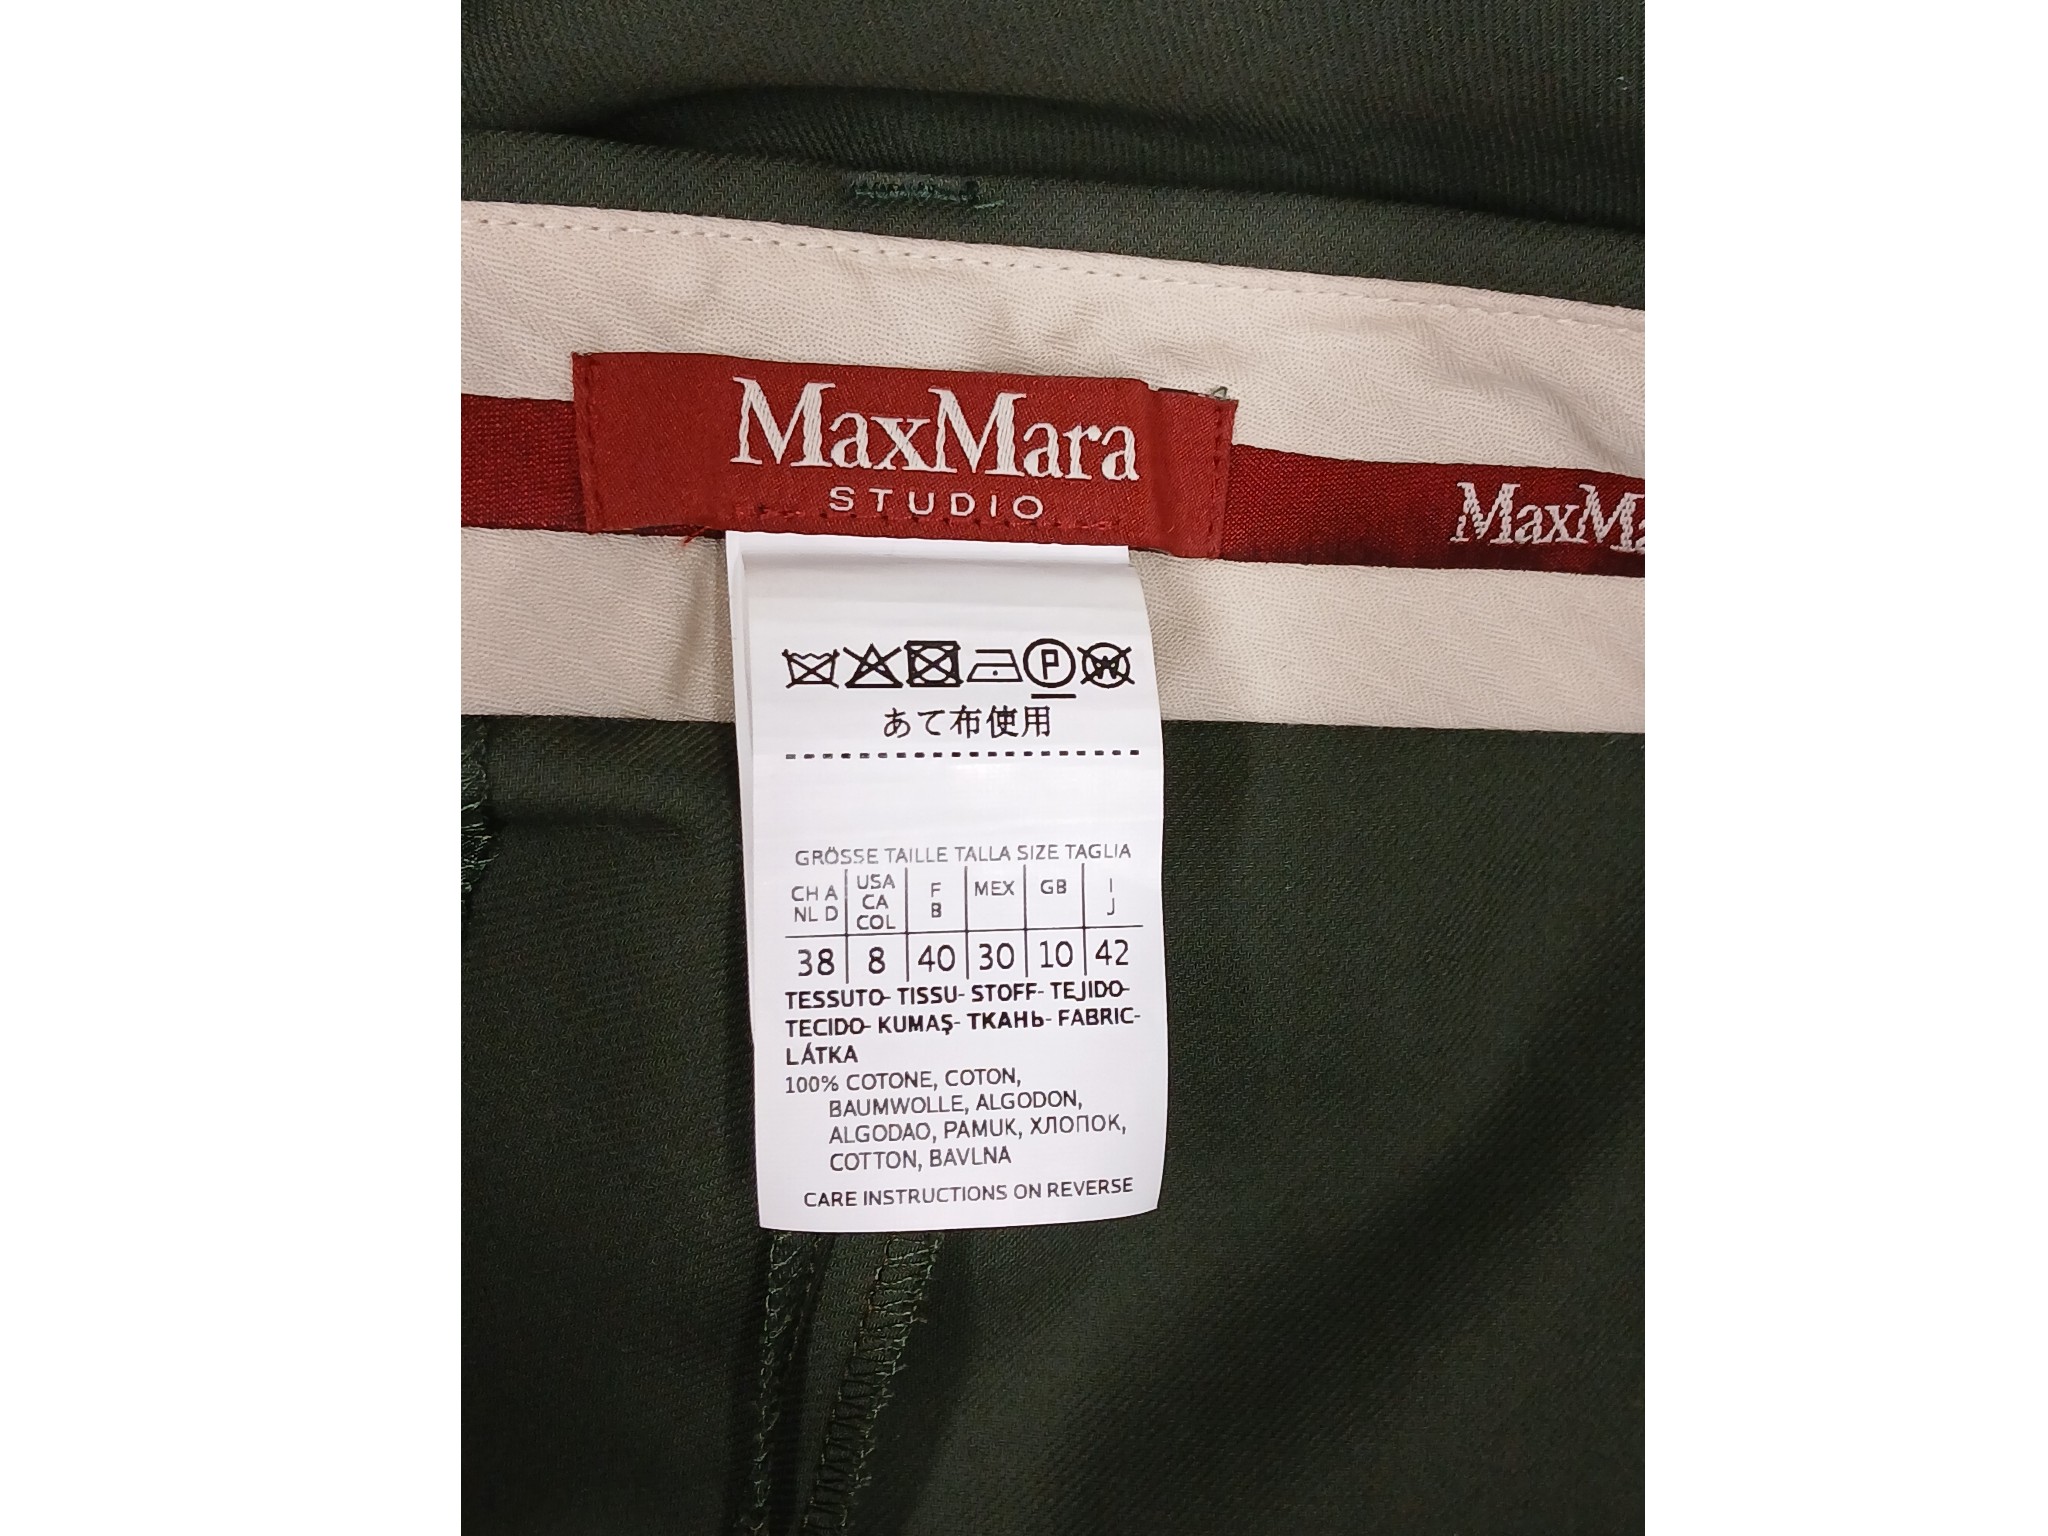 MaxMara
STUDIO
MaxMa
P
W
あて布使用
GRÖSSE TAILLE TALLA SIZE TAGLIA
CH A NL D USA CA COL F B MEX GB I J
38 8 40 30 10 42
TESSUTO- TISSU- STOFF- TEJIDO-
TECIDO- KUMAŞ- ТКАНЬ- FABRIC-
LÁTKA
100% COTONE, COTON,
BAUMWOLLE, ALGODON,
ALGODAO, PAMUK, ХЛОПОК,
COTTON, BAVLNA
CARE INSTRUCTIONS ON REVERSE